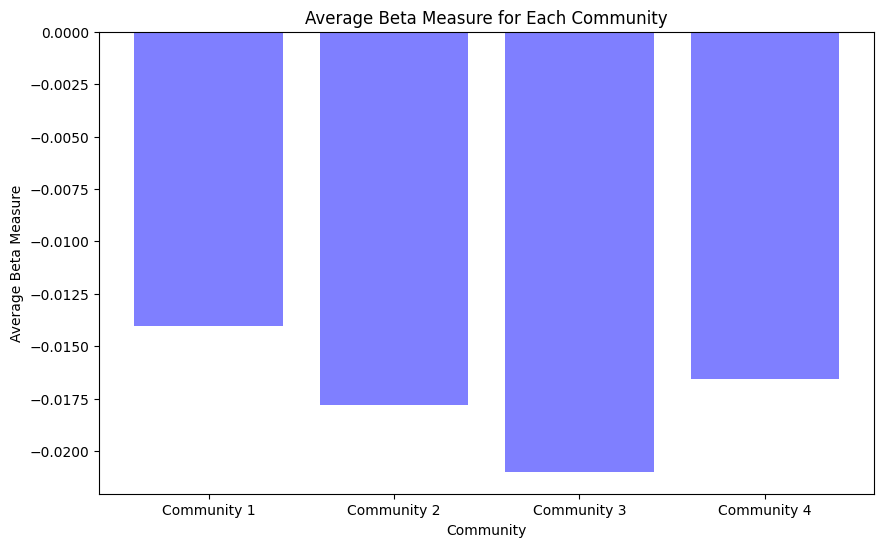 Average Beta Measure for Each Community
0.0000
−0.0025
−0.0050
−0.0075
−0.0100
−0.0125
−0.0150
−0.0175
−0.0200
Average Beta Measure
Community 1 Community 2 Community 3 Community 4
Community